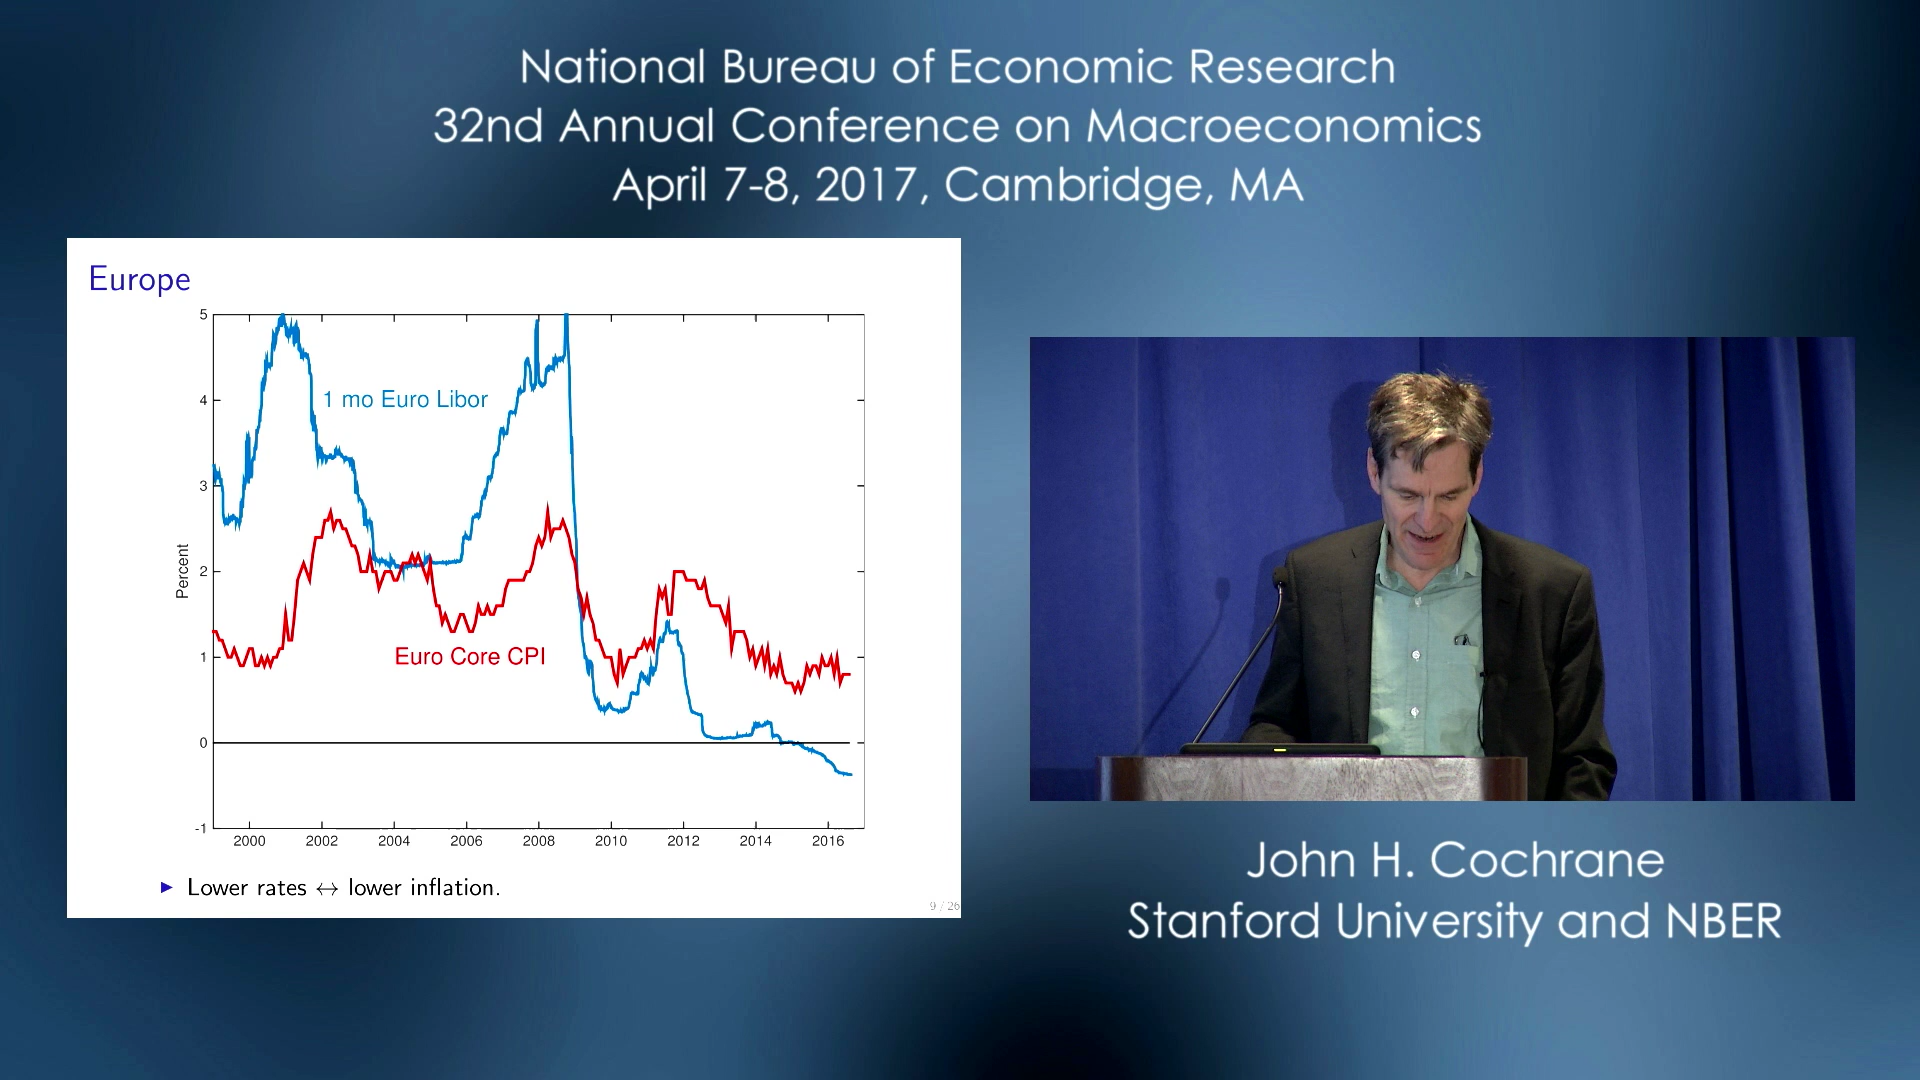 National Bureau of Economic Research
32nd Annual Conference on Macroeconomics
April 7-8, 2017, Cambridge, MA
Europe
5
4
3
2
1
0
-1
Percent
1 mo Euro Libor
Euro Core CPI
2000 2002 2004 2006 2008 2010 2012 2014 2016
► Lower rates ↔ lower inflation.
9 / 26
John H. Cochrane
Stanford University and NBER